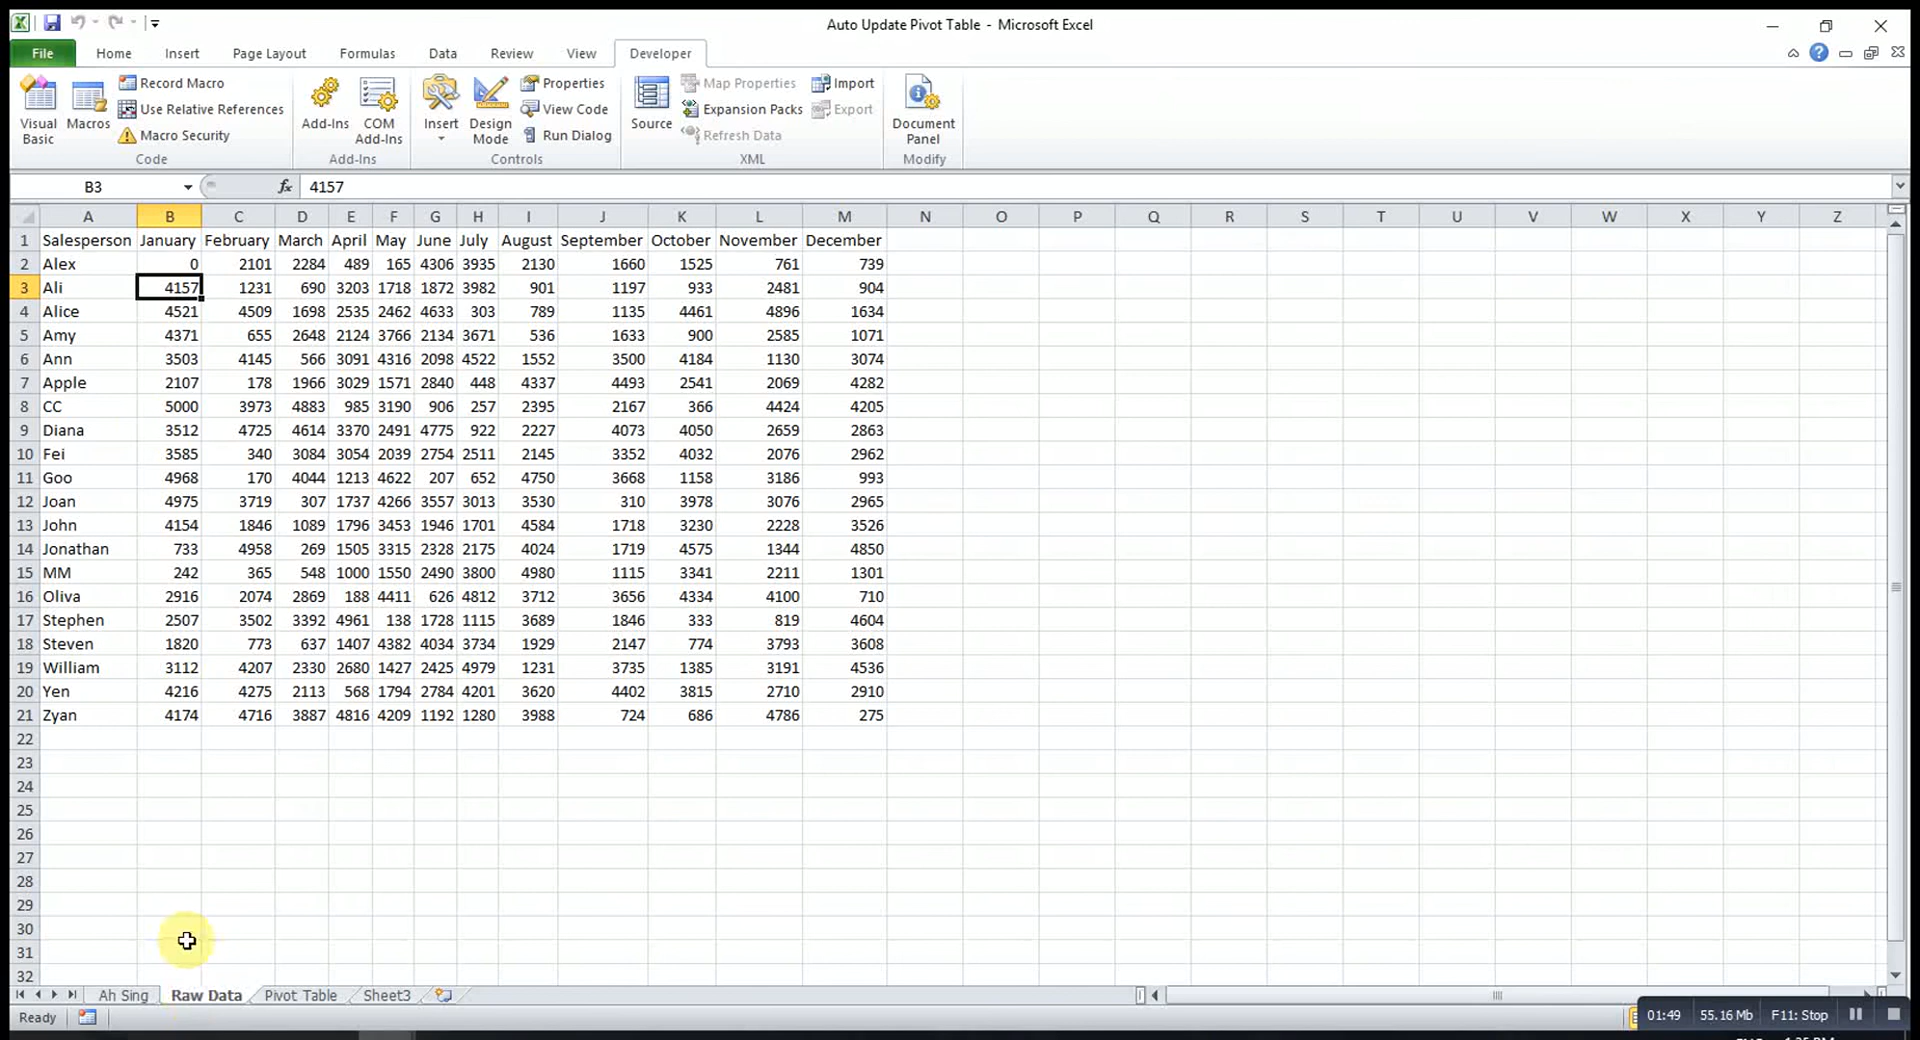 Auto Update Pivot Table - Microsoft Excel
File Home Insert Page Layout Formulas Data Review View Developer
Visual Basic
Macros
Record Macro
Use Relative References
Macro Security
Code
Add-Ins
COM Add-Ins
Add-Ins
Insert
Design Mode
Properties
View Code
Run Dialog
Controls
Source
Map Properties
Expansion Packs
Refresh Data
Import
Export
XML
Document Panel
Modify
B3 fx 4157
A B C D E F G H I J K L M N O P Q R S T U V W X Y Z
1 Salesperson January February March April May June July August September October November December
2 Alex 0 2101 2284 489 165 4306 3935 2130 1660 1525 761 739
3 Ali 4157 1231 690 3203 1718 1872 3982 901 1197 933 2481 904
4 Alice 4521 4509 1698 2535 2462 4633 303 789 1135 4461 4896 1634
5 Amy 4371 655 2648 2124 3766 2134 3671 536 1633 900 2585 1071
6 Ann 3503 4145 566 3091 4316 2098 4522 1552 3500 4184 1130 3074
7 Apple 2107 178 1966 3029 1571 2840 448 4337 4493 2541 2069 4282
8 CC 5000 3973 4883 985 3190 906 257 2395 2167 366 4424 4205
9 Diana 3512 4725 4614 3370 2491 4775 922 2227 4073 4050 2659 2863
10 Fei 3585 340 3084 3054 2039 2754 2511 2145 3352 4032 2076 2962
11 Goo 4968 170 4044 1213 4622 207 652 4750 3668 1158 3186 993
12 Joan 4975 3719 307 1737 4266 3557 3013 3530 310 3978 3076 2965
13 John 4154 1846 1089 1796 3453 1946 1701 4584 1718 3230 2228 3526
14 Jonathan 733 4958 269 1505 3315 2328 2175 4024 1719 4575 1344 4850
15 MM 242 365 548 1000 1550 2490 3800 4980 1115 3341 2211 1301
16 Oliva 2916 2074 2869 188 4411 626 4812 3712 3656 4334 4100 710
17 Stephen 2507 3502 3392 4961 138 1728 1115 3689 1846 333 819 4604
18 Steven 1820 773 637 1407 4382 4034 3734 1929 2147 774 3793 3608
19 William 3112 4207 2330 2680 1427 2425 4979 1231 3735 1385 3191 4536
20 Yen 4216 4275 2113 568 1794 2784 4201 3620 4402 3815 2710 2910
21 Zyan 4174 4716 3887 4816 4209 1192 1280 3988 724 686 4786 275
22
23
24
25
26
27
28
29
30
31
32
Ah Sing Raw Data Pivot Table Sheet3
Ready 01:49 55.16 Mb F11: Stop